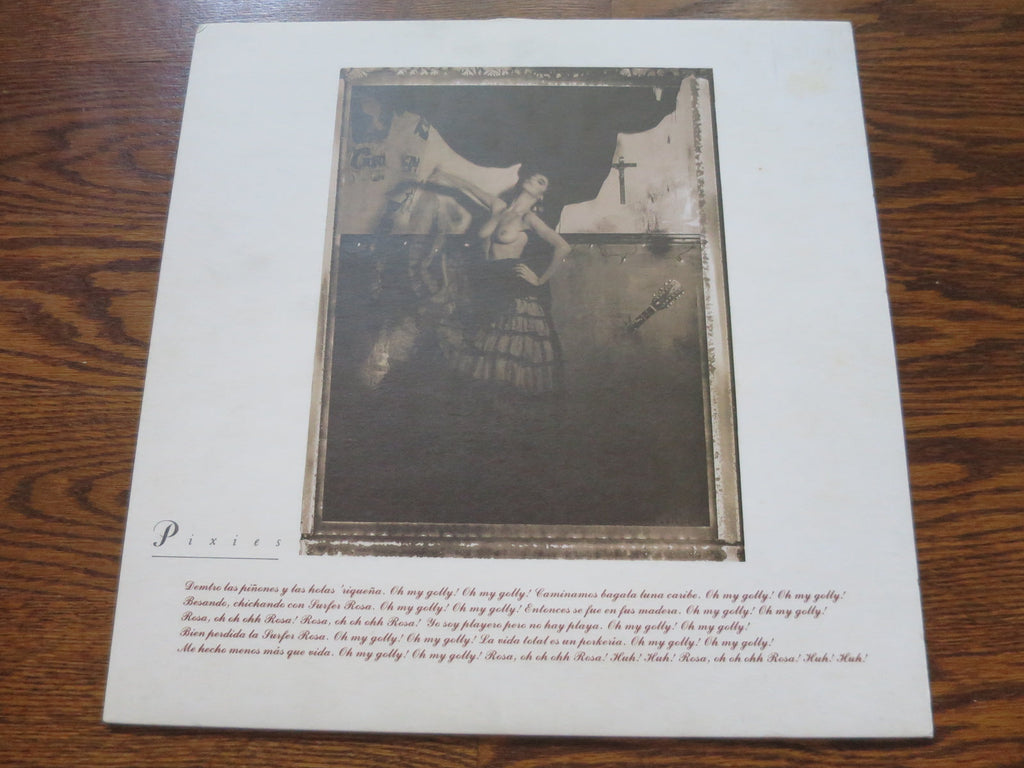 Pixies
Demtro las piñones y las holas 'riqueña. Oh my golly! Oh my golly! Caminamos bagala luna caribe. Oh my golly! Oh my golly!
Besando, chichando con Surfer Rosa. Oh my golly! Oh my golly! Entonces se fue en fus madera. Oh my golly! Oh my golly!
Rosa, oh oh ohh Rosa! Rosa, oh oh ohh Rosa! Yo soy playero pero no hay playa. Oh my golly! Oh my golly!
Bien perdida la Surfer Rosa. Oh my golly! Oh my golly! La vida total es un porkeria. Oh my golly! Oh my golly!
Me hecho menos más que vida. Oh my golly! Oh my golly! Rosa, oh oh ohh Rosa! Huh! Huh! Rosa, oh oh ohh Rosa! Huh! Huh!